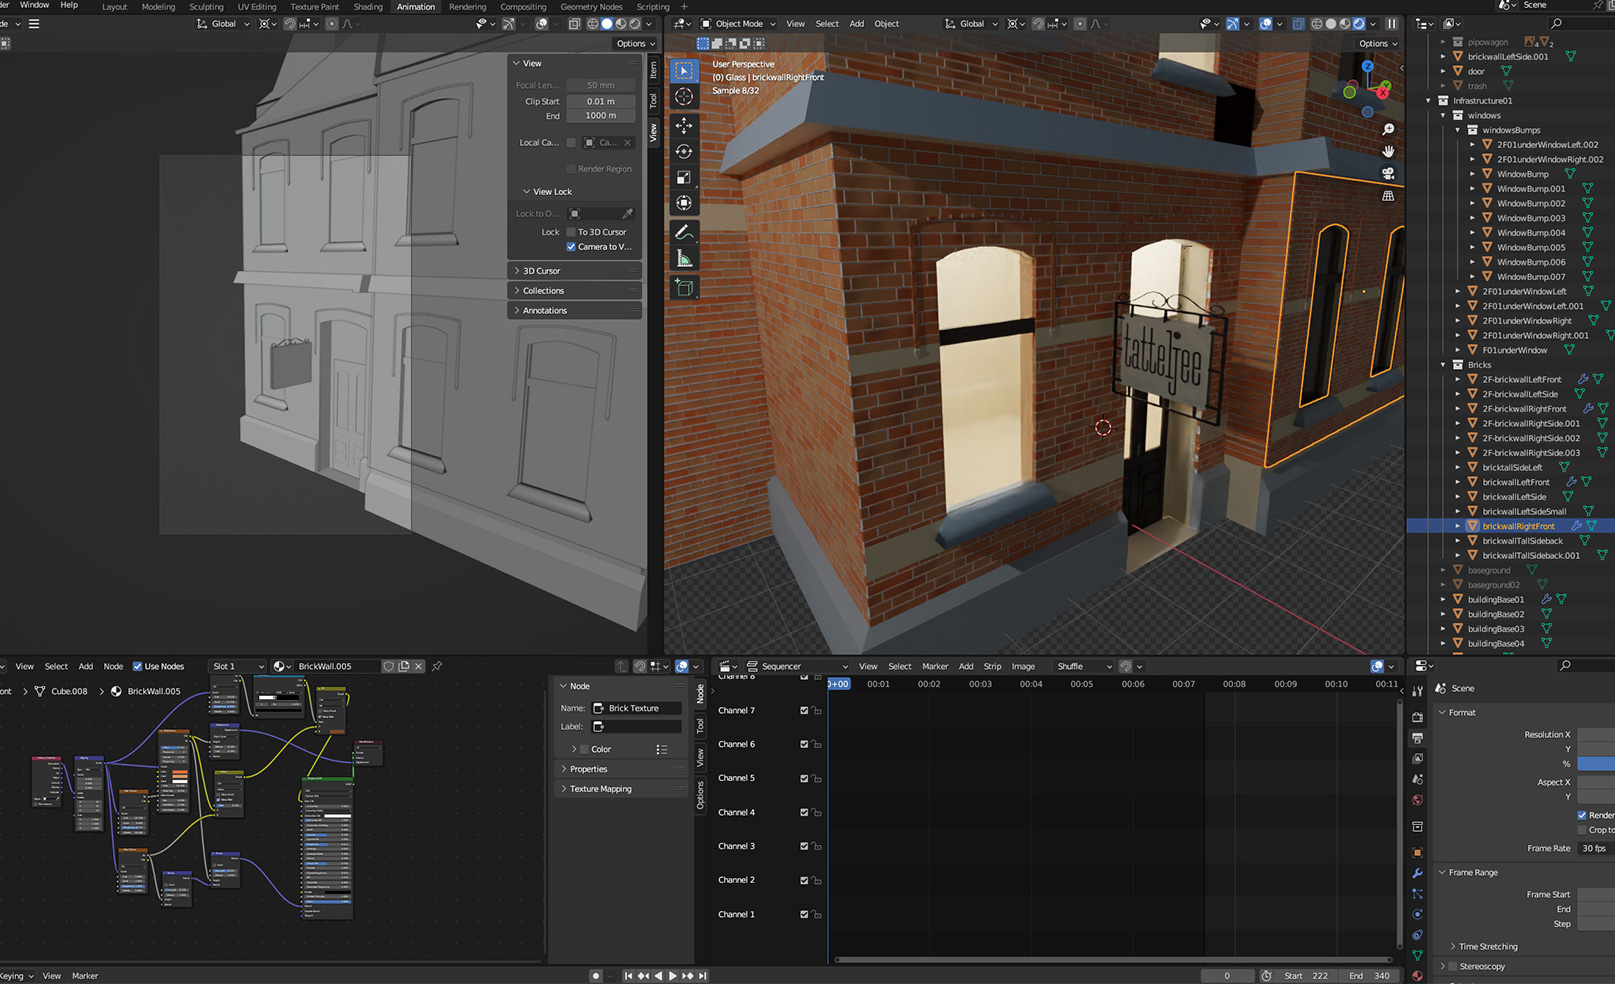 der Window Help Layout Modeling Sculpting UV Editing Texture Paint Shading Animation Rendering Compositing Geometry Nodes Scripting + Scene
de Global Object Mode View Select Add Object Global
Options Options
View
Focal Len... 50 mm
Clip Start 0.01 m
End 1000 m
Local Ca... Ca...
Render Region
View Lock
Lock to O...
Lock To 3D Cursor
Camera to V...
3D Cursor
Collections
Annotations
Item
Tool
View
User Perspective
(0) Glass | brickwallRightFront
Sample 8/32
Z
X
tatteljee
pipowagon 4 2
brickwallLeftSide.001
door
trash
Infrastructure01
windows
windowsBumps
2F01underWindowLeft.002
2F01underWindowRight.002
WindowBump
WindowBump.001
WindowBump.002
WindowBump.003
WindowBump.004
WindowBump.005
WindowBump.006
WindowBump.007
2F01underWindowLeft
2F01underWindowLeft.001
2F01underWindowRight
2F01underWindowRight.001
F01underWindow
Bricks
2F-brickwallLeftFront
2F-brickwallLeftSide
2F-brickwallRightFront
2F-brickwallRightSide.001
2F-brickwallRightSide.002
2F-brickwallRightSide.003
bricktallSideLeft
brickwallLeftFront
brickwallLeftSide
brickwallLeftSideSmall
brickwallRightFront
brickwallTallSideback
brickwallTallSideback.001
baseground
baseground02
buildingBase01
buildingBase02
buildingBase03
buildingBase04
View Select Add Node Use Nodes Slot 1 BrickWall.005
ont Cube.008 BrickWall.005
Node
Name: Brick Texture
Label:
Color
Properties
Texture Mapping
Node
Tool
View
Options
Sequencer View Select Marker Add Strip Image Shuffle
0+00 00:01 00:02 00:03 00:04 00:05 00:06 00:07 00:08 00:09 00:10 00:11
Channel 8
Channel 7
Channel 6
Channel 5
Channel 4
Channel 3
Channel 2
Channel 1
Scene
Format
Resolution X
Y
%
Aspect X
Y
Render
Crop to
Frame Rate 30 fps
Frame Range
Frame Start
End
Step
Time Stretching
Stereoscopy
Keying View Marker 0 Start 222 End 340